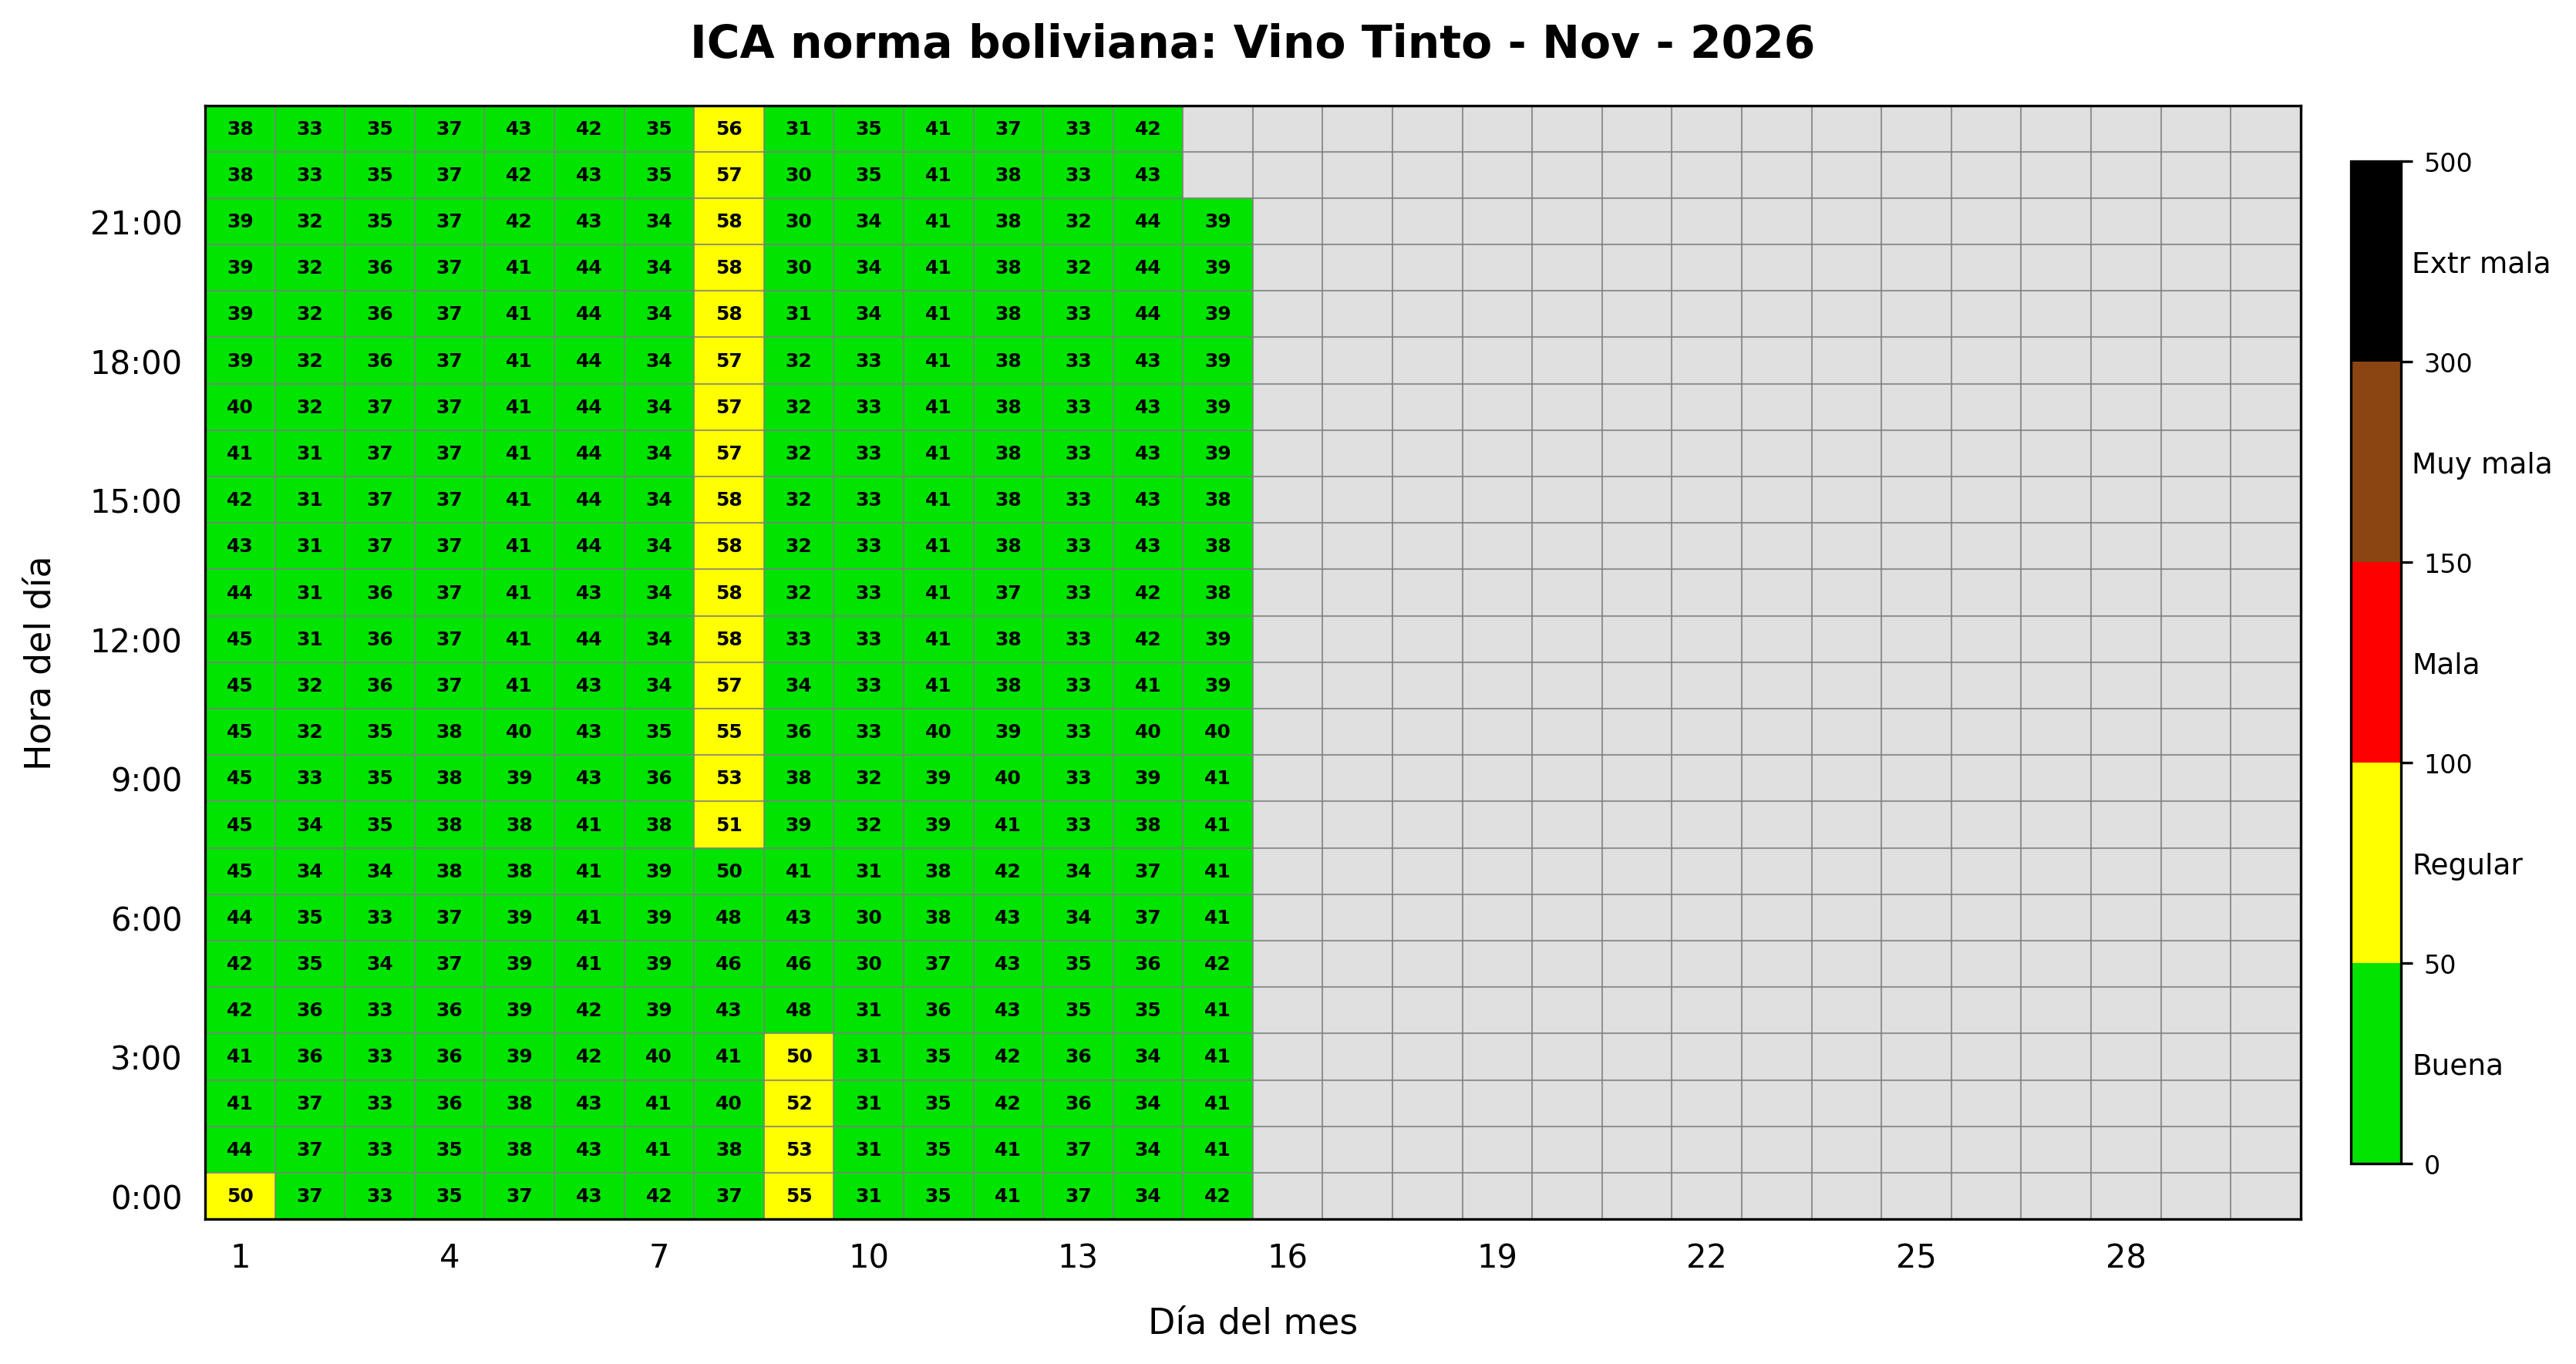 ICA norma boliviana: Vino Tinto - Nov - 2026
38 33 35 37 43 42 35 56 31 35 41 37 33 42
38 33 35 37 42 43 35 57 30 35 41 38 33 43
21:00 39 32 35 37 42 43 34 58 30 34 41 38 32 44 39
39 32 36 37 41 44 34 58 30 34 41 38 32 44 39
39 32 36 37 41 44 34 58 31 34 41 38 33 44 39
18:00 39 32 36 37 41 44 34 57 32 33 41 38 33 43 39
40 32 37 37 41 44 34 57 32 33 41 38 33 43 39
41 31 37 37 41 44 34 57 32 33 41 38 33 43 39
15:00 42 31 37 37 41 44 34 58 32 33 41 38 33 43 38
43 31 37 37 41 44 34 58 32 33 41 38 33 43 38
44 31 36 37 41 43 34 58 32 33 41 37 33 42 38
12:00 45 31 36 37 41 44 34 58 33 33 41 38 33 42 39
45 32 36 37 41 43 34 57 34 33 41 38 33 41 39
45 32 35 38 40 43 35 55 36 33 40 39 33 40 40
9:00 45 33 35 38 39 43 36 53 38 32 39 40 33 39 41
45 34 35 38 38 41 38 51 39 32 39 41 33 38 41
45 34 34 38 38 41 39 50 41 31 38 42 34 37 41
6:00 44 35 33 37 39 41 39 48 43 30 38 43 34 37 41
42 35 34 37 39 41 39 46 46 30 37 43 35 36 42
42 36 33 36 39 42 39 43 48 31 36 43 35 35 41
3:00 41 36 33 36 39 42 40 41 50 31 35 42 36 34 41
41 37 33 36 38 43 41 40 52 31 35 42 36 34 41
44 37 33 35 38 43 41 38 53 31 35 41 37 34 41
0:00 50 37 33 35 37 43 42 37 55 31 35 41 37 34 42
1 4 7 10 13 16 19 22 25 28
Día del mes
Hora del día
500
Extr mala
300
Muy mala
150
Mala
100
Regular
50
Buena
0